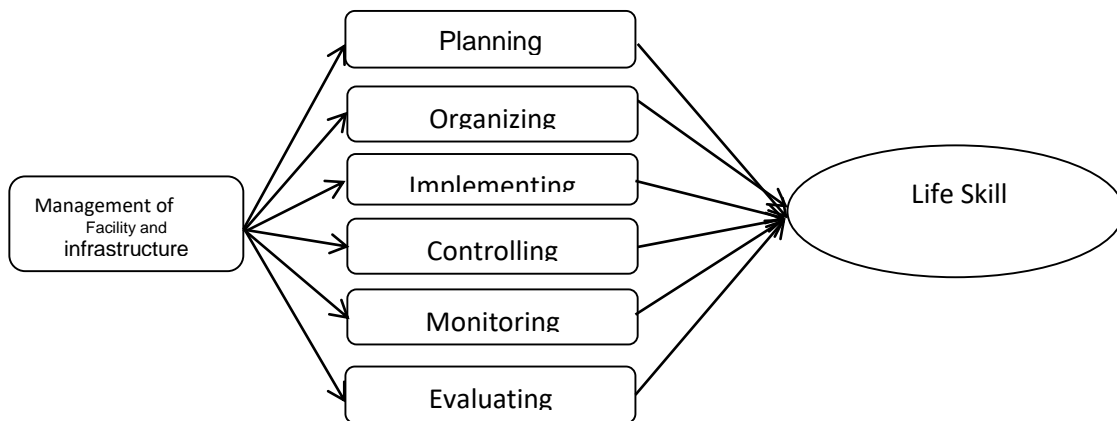 Planning
Organizing
Implementing
Controlling
Monitoring
Evaluating
Management of
Facility and
infrastructure
Life Skill